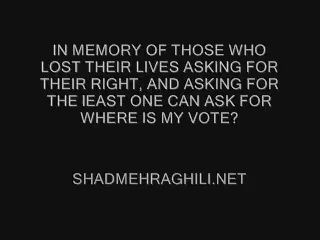 IN MEMORY OF THOSE WHO
LOST THEIR LIVES ASKING FOR
THEIR RIGHT, AND ASKING FOR
THE lEAST ONE CAN ASK FOR
WHERE IS MY VOTE?
SHADMEHRAGHILI.NET